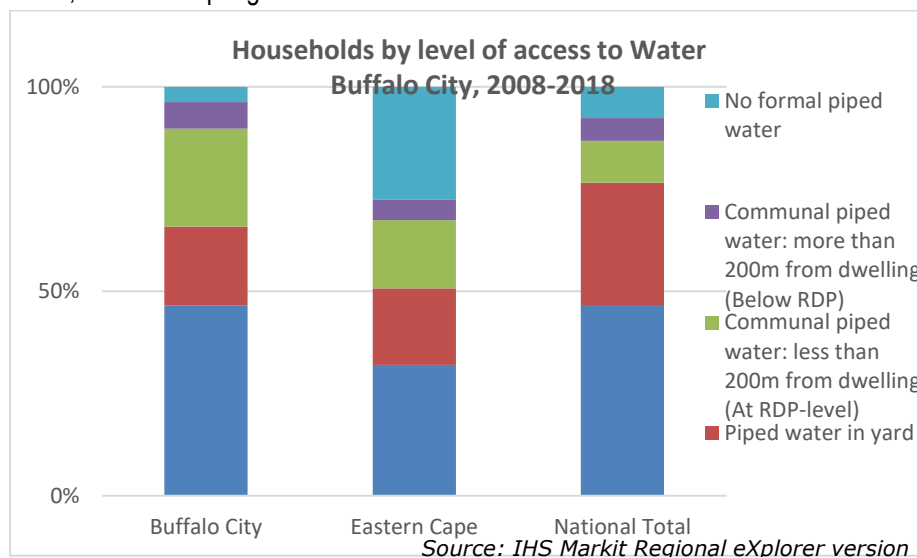 Households by level of access to Water
Buffalo City, 2008-2018
100%
50%
0%
Buffalo City
Eastern Cape
National Total
No formal piped
water
Communal piped
water: more than
200m from dwelling
(Below RDP)
Communal piped
water: less than
200m from dwelling
(At RDP-level)
Piped water in yard
Source: IHS Markit Regional eXplorer version